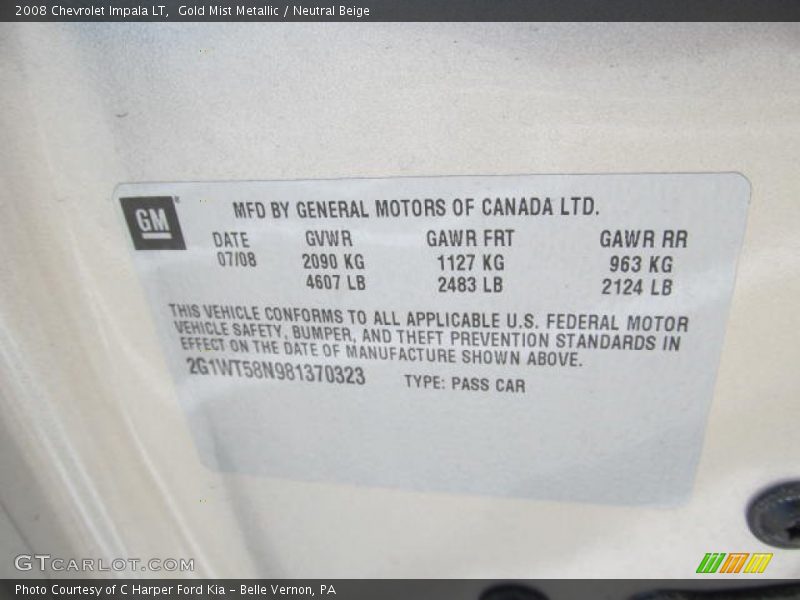 2008 Chevrolet Impala LT,  Gold Mist Metallic / Neutral Beige
GM
MFD BY GENERAL MOTORS OF CANADA LTD.
DATE GVWR GAWR FRT GAWR RR
07/08 2090 KG 1127 KG 963 KG
4607 LB 2483 LB 2124 LB
THIS VEHICLE CONFORMS TO ALL APPLICABLE U.S. FEDERAL MOTOR
VEHICLE SAFETY, BUMPER, AND THEFT PREVENTION STANDARDS IN
EFFECT ON THE DATE OF MANUFACTURE SHOWN ABOVE.
2G1WT58N981370323 TYPE: PASS CAR
GTCARLOT.COM
Photo Courtesy of C Harper Ford Kia – Belle Vernon, PA